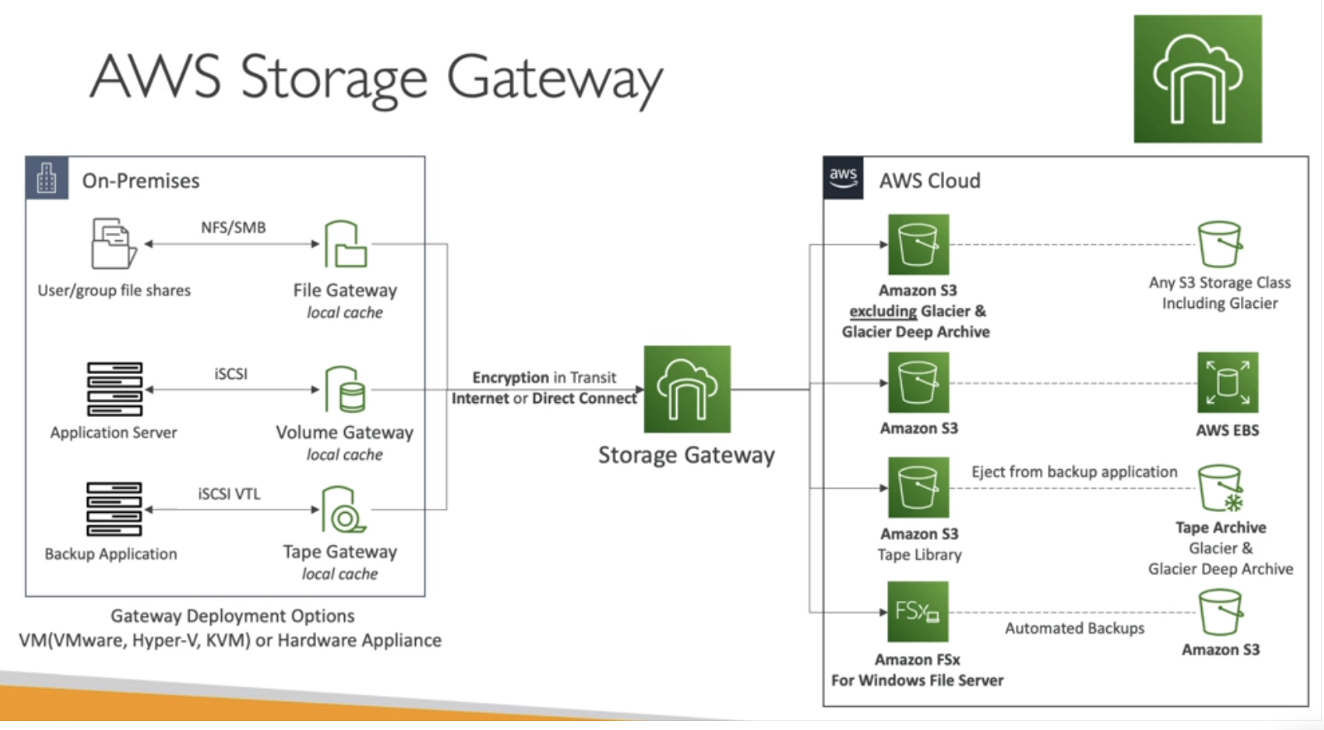 AWS Storage Gateway
On-Premises
NFS/SMB
User/group file shares
File Gateway
local cache
iSCSI
Application Server
Volume Gateway
local cache
iSCSI VTL
Backup Application
Tape Gateway
local cache
Gateway Deployment Options
VM(VMware, Hyper-V, KVM) or Hardware Appliance
Encryption in Transit
Internet or Direct Connect
Storage Gateway
aws
AWS Cloud
Amazon S3
excluding Glacier &
Glacier Deep Archive
Any S3 Storage Class
Including Glacier
Amazon S3
AWS EBS
Amazon S3
Tape Library
Eject from backup application
Tape Archive
Glacier &
Glacier Deep Archive
FSx
Amazon FSx
For Windows File Server
Automated Backups
Amazon S3